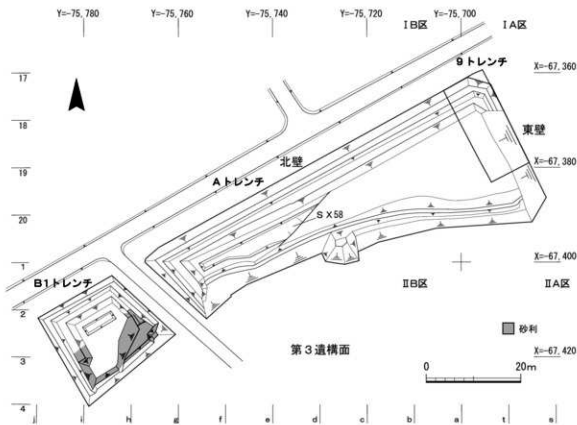 Y=-75,780 Y=-75,760 Y=-75,740 Y=-75,720 Y=-75,700
ⅠB区 ⅠA区
9トレンチ
X=-67,360
17
18
北壁
東壁
19
X=-67,380
Aトレンチ
20
SX58
1
X=-67,400
B1トレンチ
ⅡB区 ⅡA区
2
砂利
第3遺構面
3
X=-67,420
0 20m
4
j i h g f e d c b a t s